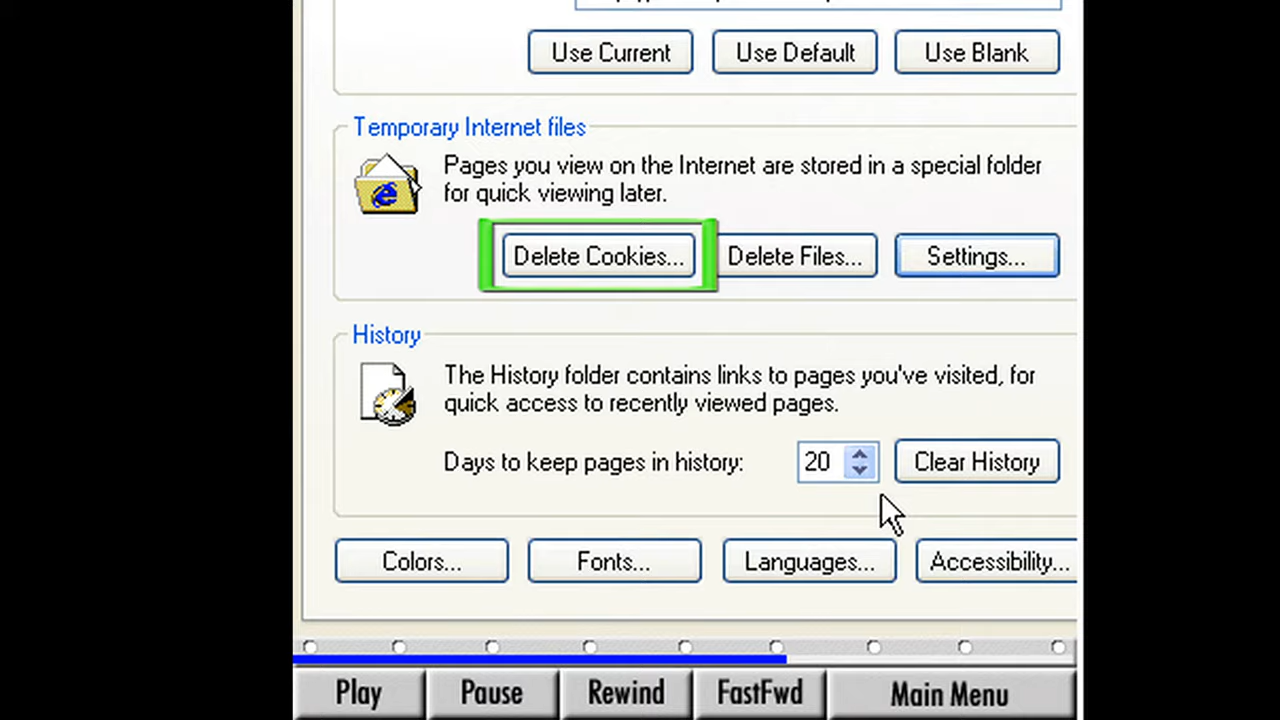 Use Current Use Default Use Blank
Temporary Internet files
Pages you view on the Internet are stored in a special folder
for quick viewing later.
Delete Cookies... Delete Files... Settings...
History
The History folder contains links to pages you've visited, for
quick access to recently viewed pages.
Days to keep pages in history: 20 Clear History
Colors... Fonts... Languages... Accessibility...
Play Pause Rewind FastFwd Main Menu